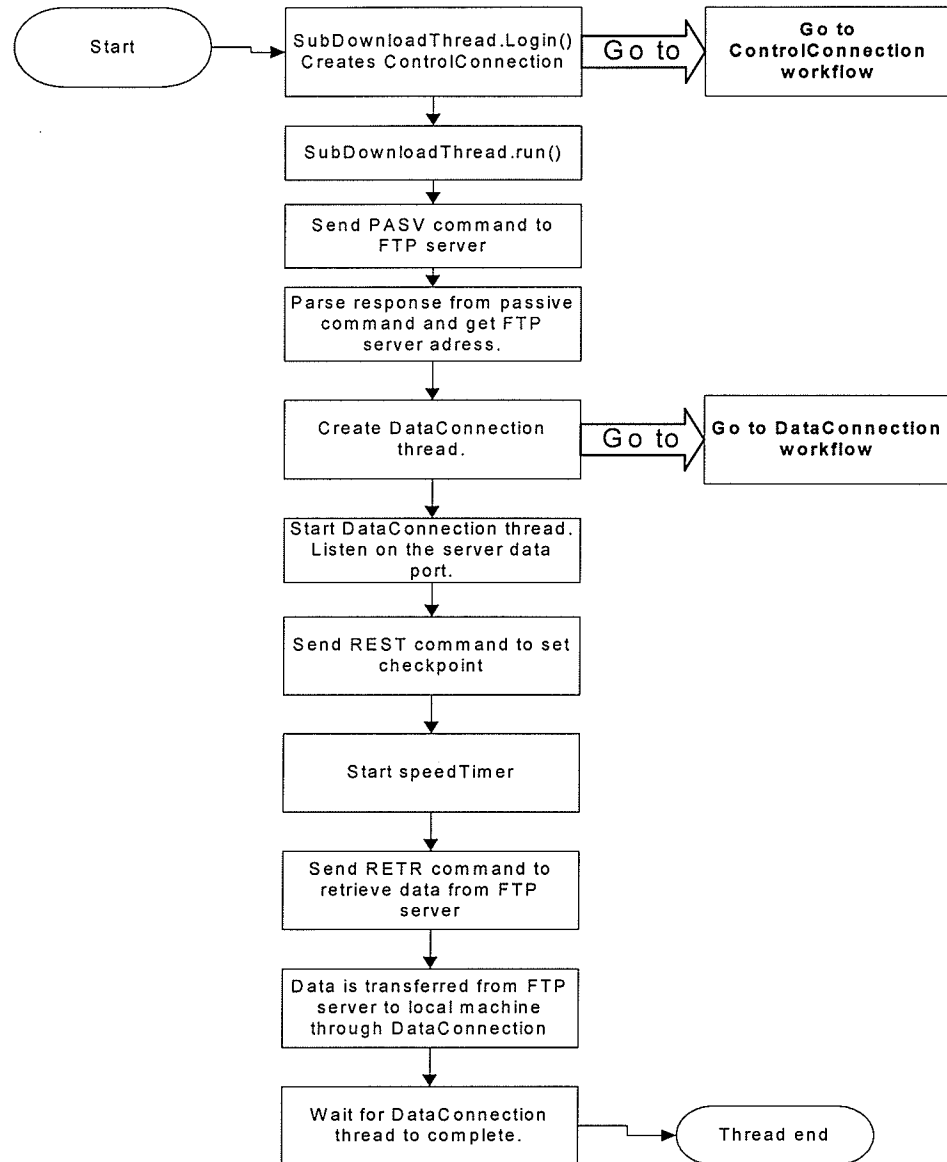 Start
SubDownloadThread.Login()
Creates ControlConnection
Go to
Go to
ControlConnection
workflow
SubDownloadThread.run()
Send PASV command to
FTP server
Parse response from passive
command and get FTP
server adress.
Create DataConnection
thread.
Go to
Go to DataConnection
workflow
Start DataConnection thread.
Listen on the server data
port.
Send REST command to set
checkpoint
Start speedTimer
Send RETR command to
retrieve data from FTP
server
Data is transferred from FTP
server to local machine
through DataConnection
Wait for DataConnection
thread to complete.
Thread end